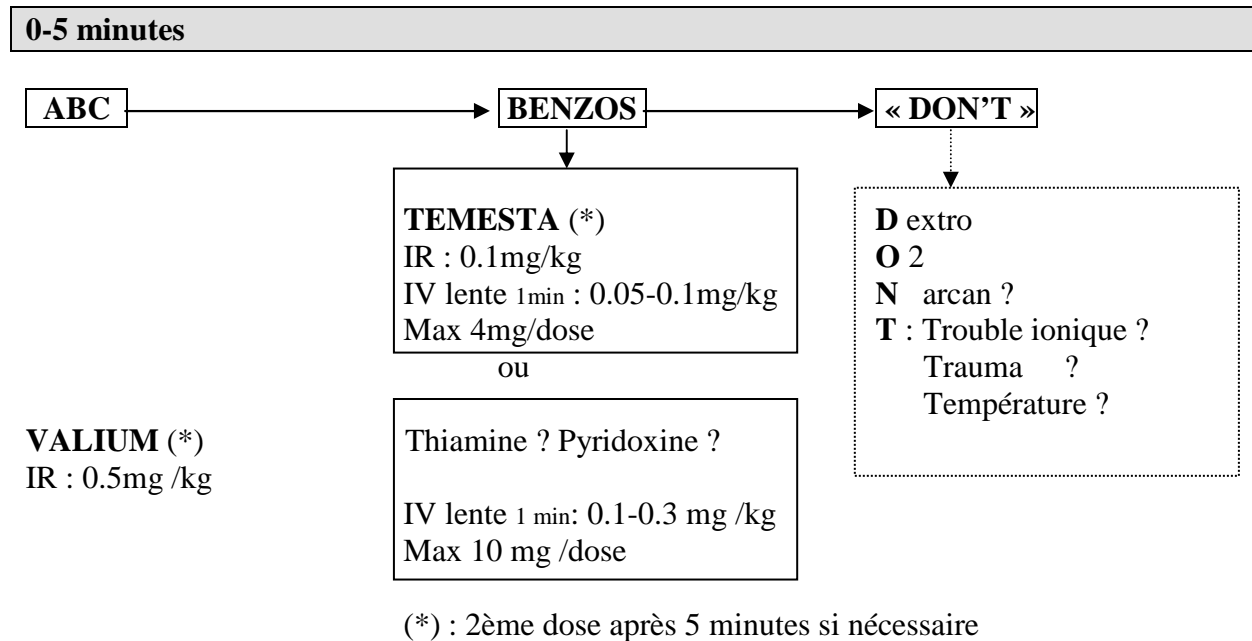 0-5 minutes
ABC
BENZOS
« DON'T »
TEMESTA (*)
IR : 0.1mg/kg
IV lente 1min : 0.05-0.1mg/kg
Max 4mg/dose
ou
D extro
O 2
N arcan ?
T : Trouble ionique ?
Trauma ?
Température ?
VALIUM (*)
IR : 0.5mg /kg
Thiamine ? Pyridoxine ?
IV lente 1 min: 0.1-0.3 mg /kg
Max 10 mg /dose
(*) : 2ème dose après 5 minutes si nécessaire